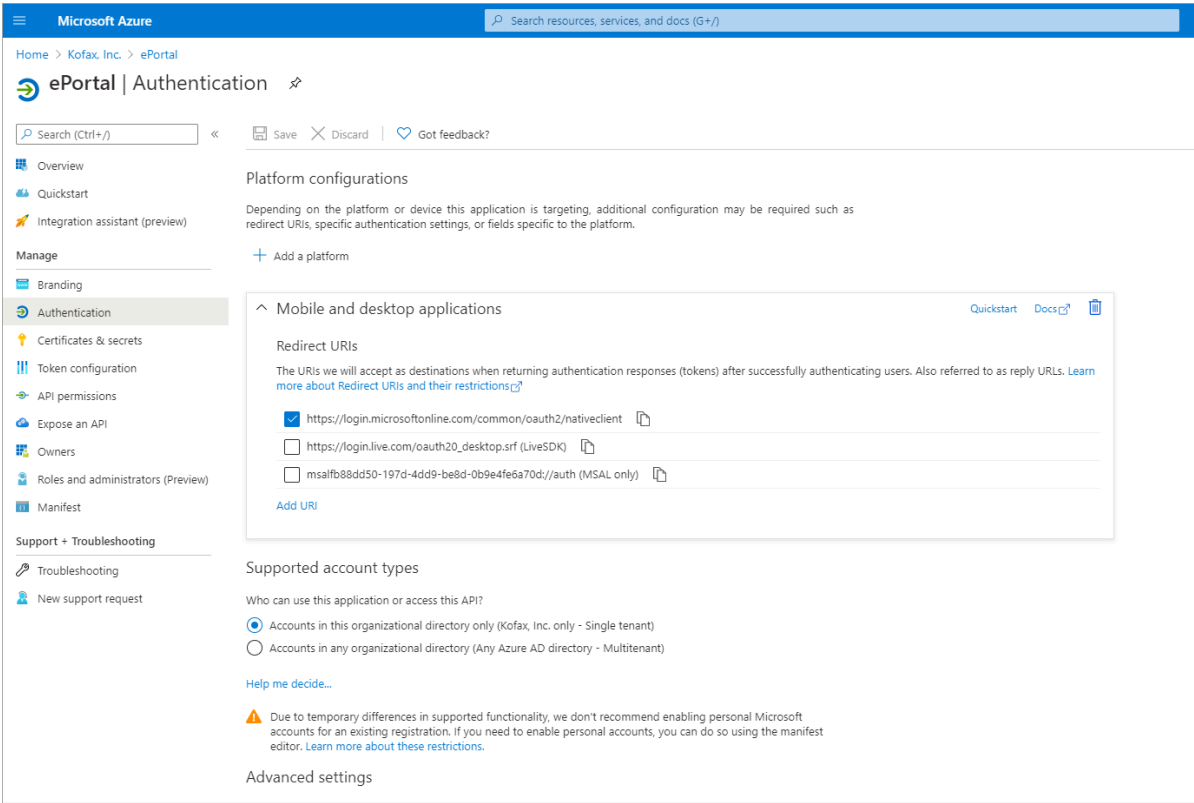 Microsoft Azure
Search resources, services, and docs (G+/)
Home > Kofax, Inc. > ePortal
ePortal | Authentication
Search (Ctrl+/)
«
Save
Discard
Got feedback?
Overview
Quickstart
Integration assistant (preview)
Manage
Branding
Authentication
Certificates & secrets
Token configuration
API permissions
Expose an API
Owners
Roles and administrators (Preview)
Manifest
Support + Troubleshooting
Troubleshooting
New support request
Platform configurations
Depending on the platform or device this application is targeting, additional configuration may be required such as
redirect URIs, specific authentication settings, or fields specific to the platform.
+ Add a platform
Mobile and desktop applications
Quickstart
Docs
Redirect URIs
The URIs we will accept as destinations when returning authentication responses (tokens) after successfully authenticating users. Also referred to as reply URLs. Learn
more about Redirect URIs and their restrictions
https://login.microsoftonline.com/common/oauth2/nativeclient
https://login.live.com/oauth20_desktop.srf (LiveSDK)
msalfb88dd50-197d-4dd9-be8d-0b9e4fe6a70d://auth (MSAL only)
Add URI
Supported account types
Who can use this application or access this API?
Accounts in this organizational directory only (Kofax, Inc. only - Single tenant)
Accounts in any organizational directory (Any Azure AD directory - Multitenant)
Help me decide...
Due to temporary differences in supported functionality, we don't recommend enabling personal Microsoft
accounts for an existing registration. If you need to enable personal accounts, you can do so using the manifest
editor. Learn more about these restrictions.
Advanced settings